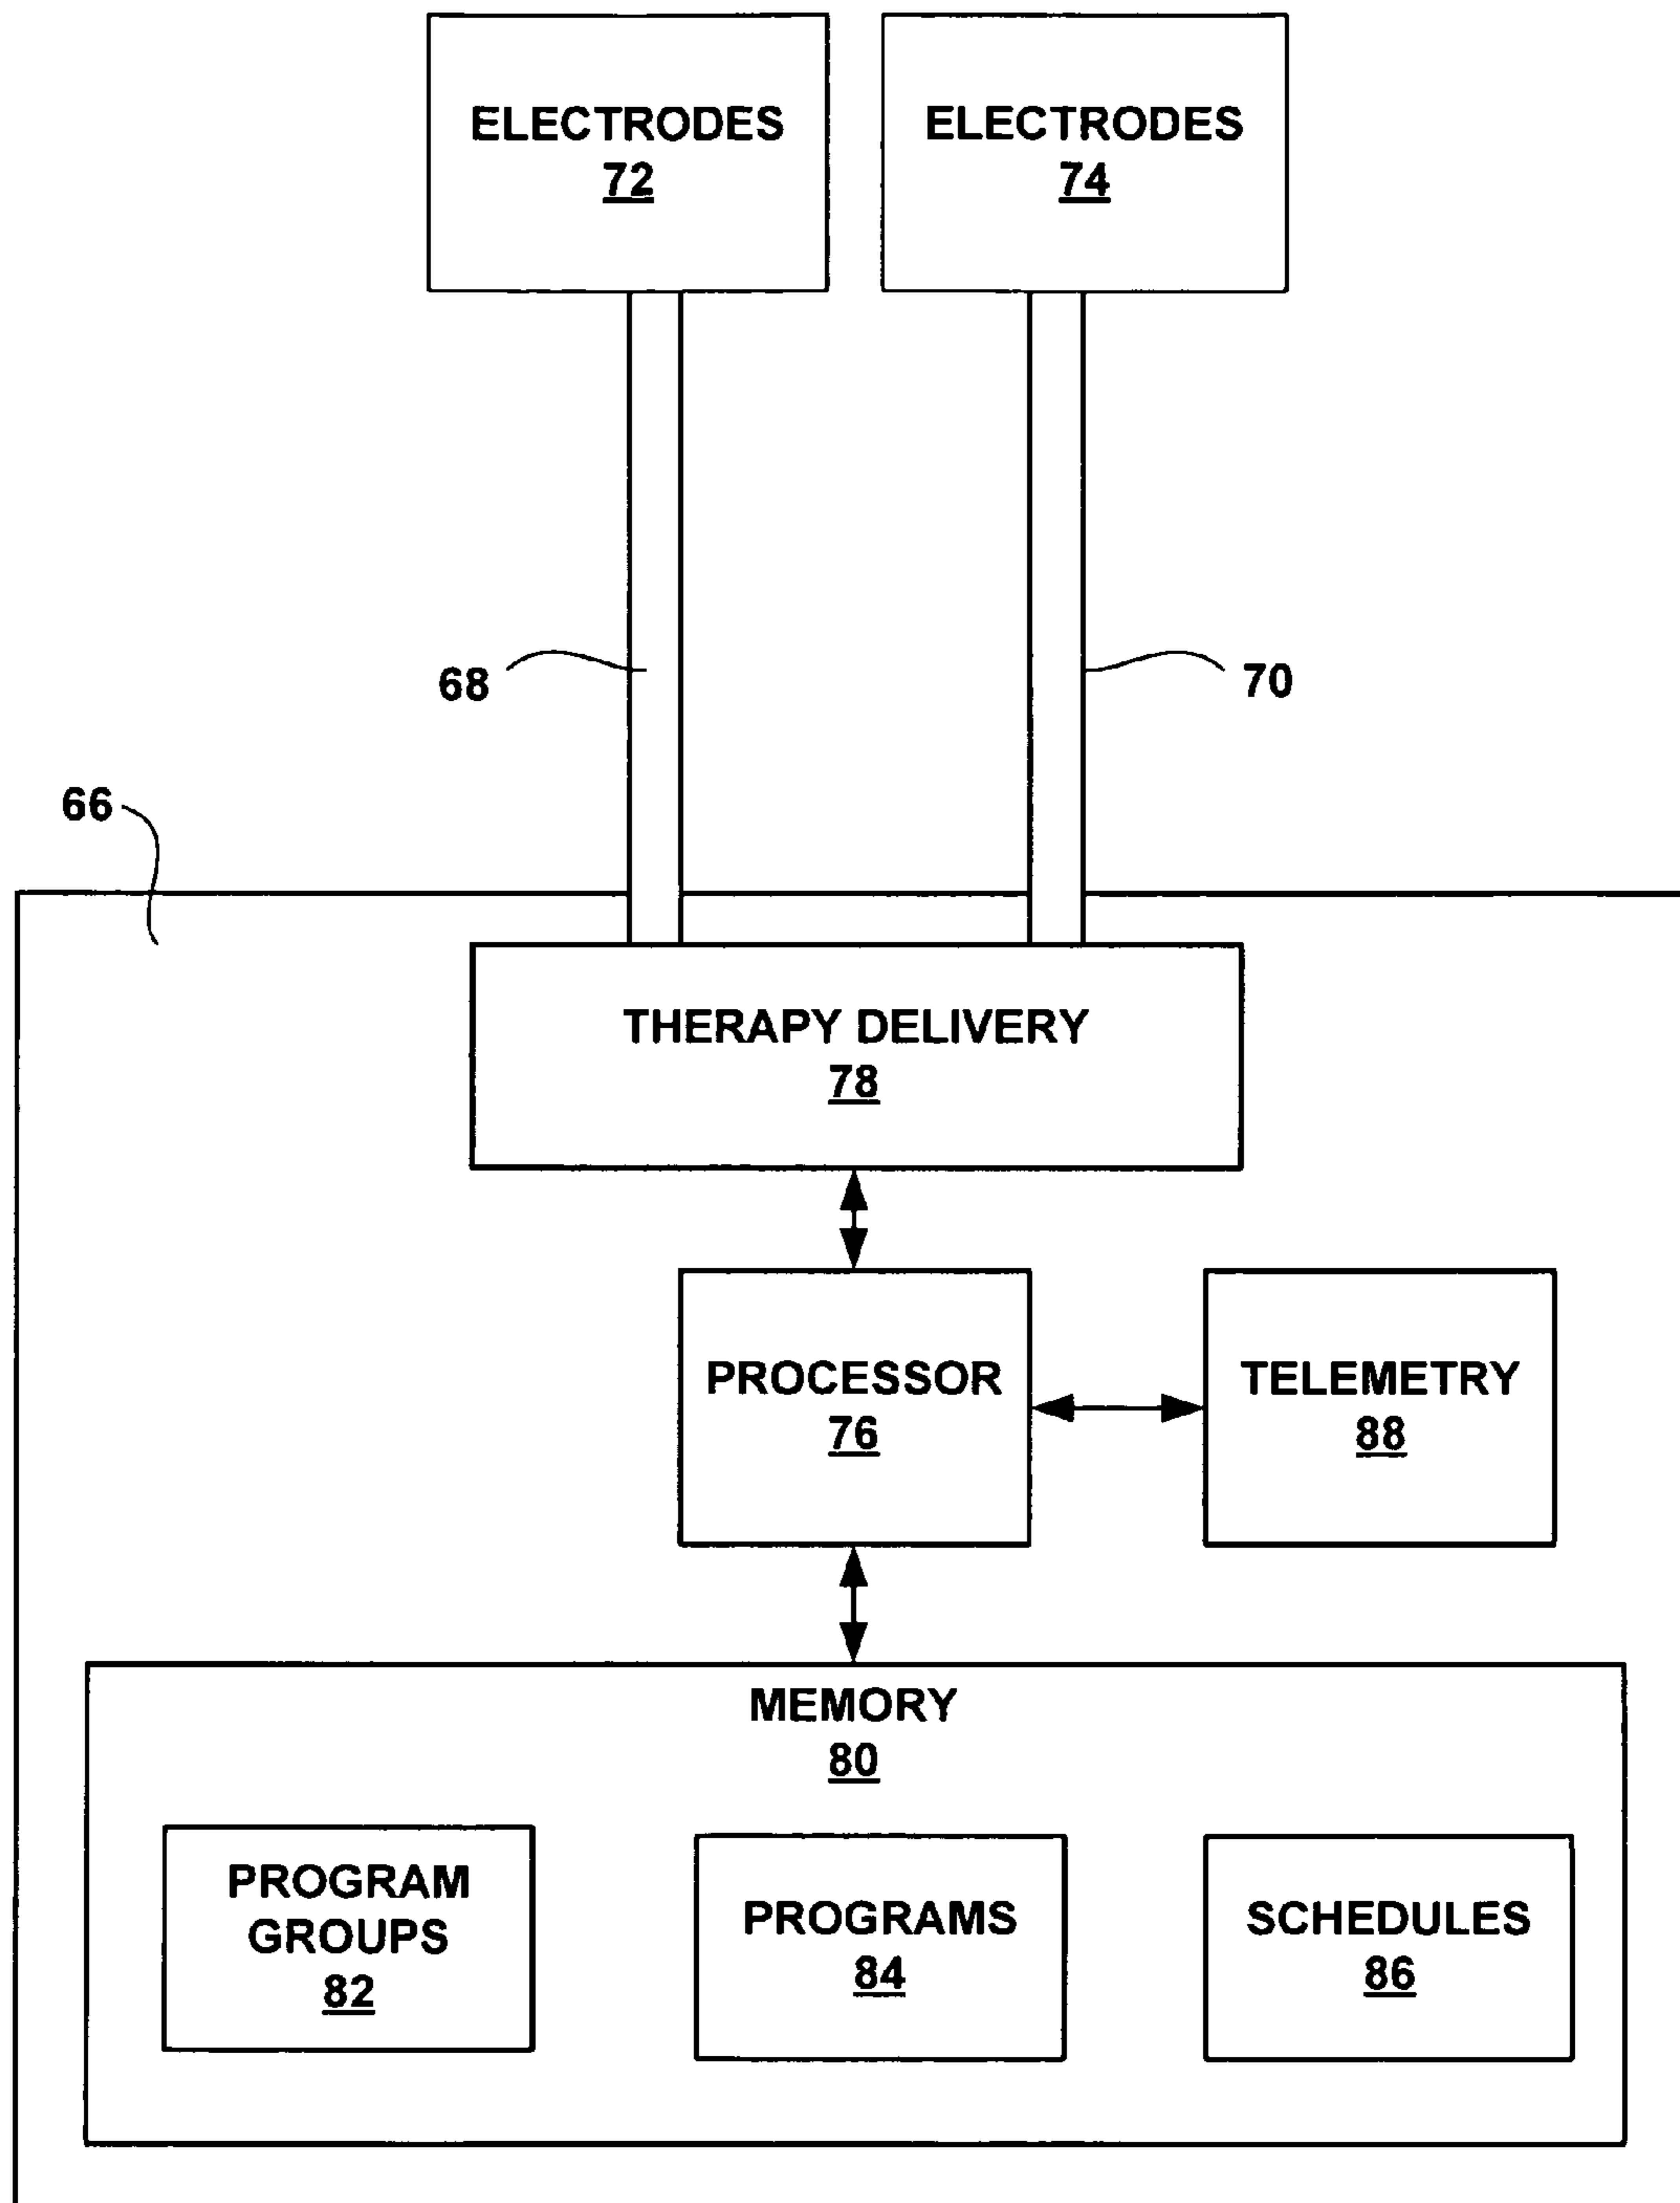 ELECTRODES
72
ELECTRODES
74
68
70
66
THERAPY DELIVERY
78
PROCESSOR
76
TELEMETRY
88
MEMORY
80
PROGRAM
GROUPS
82
PROGRAMS
84
SCHEDULES
86